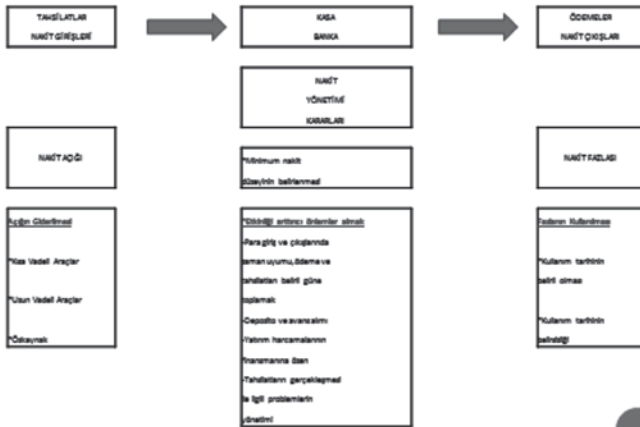 TAHSİLATLAR
NAKİT GİRİŞLERİ
KASA
BANKA
ÖDEMELER
NAKİT ÇIKIŞLARI
NAKİT
YÖNETİMİ
KARARLARI
NAKİT AÇIĞI
*Minimum nakit
düzeyinin belirlenmesi
NAKİT FAZLASI
Açığın Giderilmesi
*Kısa Vadeli Araçlar
*Uzun Vadeli Araçlar
*Özkaynak
*Etkinliği arttırıcı önlemler almak
-Para giriş ve çıkışlarında
zaman uyumu,ödeme ve
tahsilatları belirli güne
toplamak
-Depozito ve avans alımı
-Yatırım harcamalarının
finansmanına özen
-Tahsilatların gerçekleşmesi
ile ilgili problemlerin
yönetimi
Fazlanın Kullanılması
*Kullanım tarihinin
belirli olması
*Kullanım tarihinin